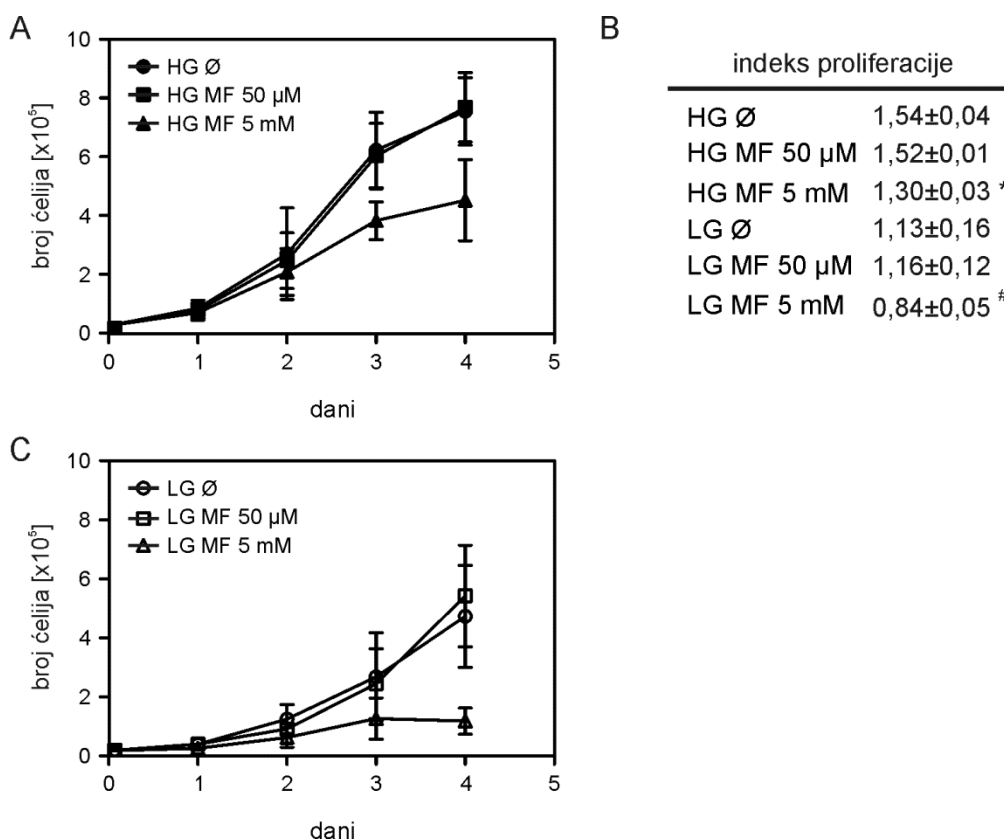 A
broj ćelija [x10⁵]
10
8
6
4
2
0
HG Ø
HG MF 50 µM
HG MF 5 mM
0 1 2 3 4 5
dani
B
indeks proliferacije
HG Ø 1,54±0,04
HG MF 50 µM 1,52±0,01
HG MF 5 mM 1,30±0,03 *
LG Ø 1,13±0,16
LG MF 50 µM 1,16±0,12
LG MF 5 mM 0,84±0,05 #
C
broj ćelija [x10⁵]
10
8
6
4
2
0
LG Ø
LG MF 50 µM
LG MF 5 mM
0 1 2 3 4 5
dani